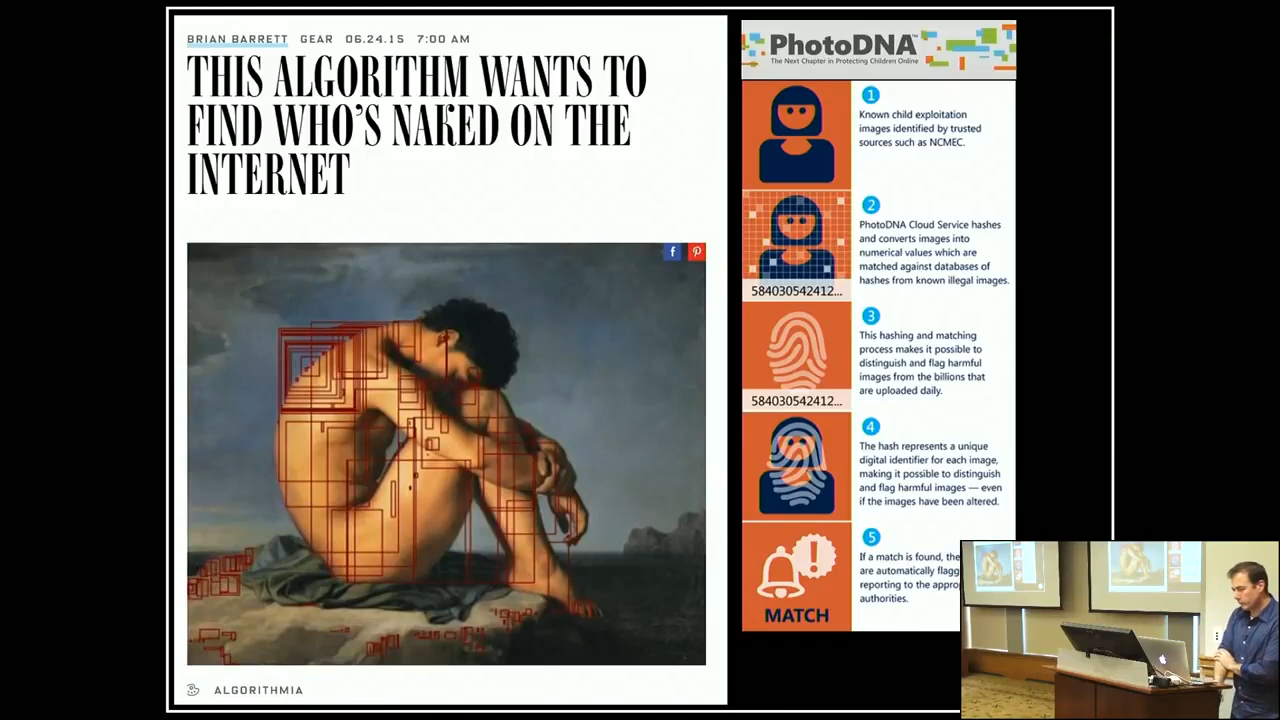 BRIAN BARRETT GEAR 06.24.15 7:00 AM
THIS ALGORITHM WANTS TO
FIND WHO'S NAKED ON THE
INTERNET
ALGORITHMIA
PhotoDNA™
The Next Chapter in Protecting Children Online
1
Known child exploitation
images identified by trusted
sources such as NCMEC.
2
PhotoDNA Cloud Service hashes
and converts images into
numerical values which are
matched against databases of
hashes from known illegal images.
584030542412...
3
This hashing and matching
process makes it possible to
distinguish and flag harmful
images from the billions that
are uploaded daily.
584030542412...
4
The hash represents a unique
digital identifier for each image,
making it possible to distinguish
and flag harmful images — even
if the images have been altered.
5
If a match is found,
are automatically
reporting to the
authorities.
MATCH